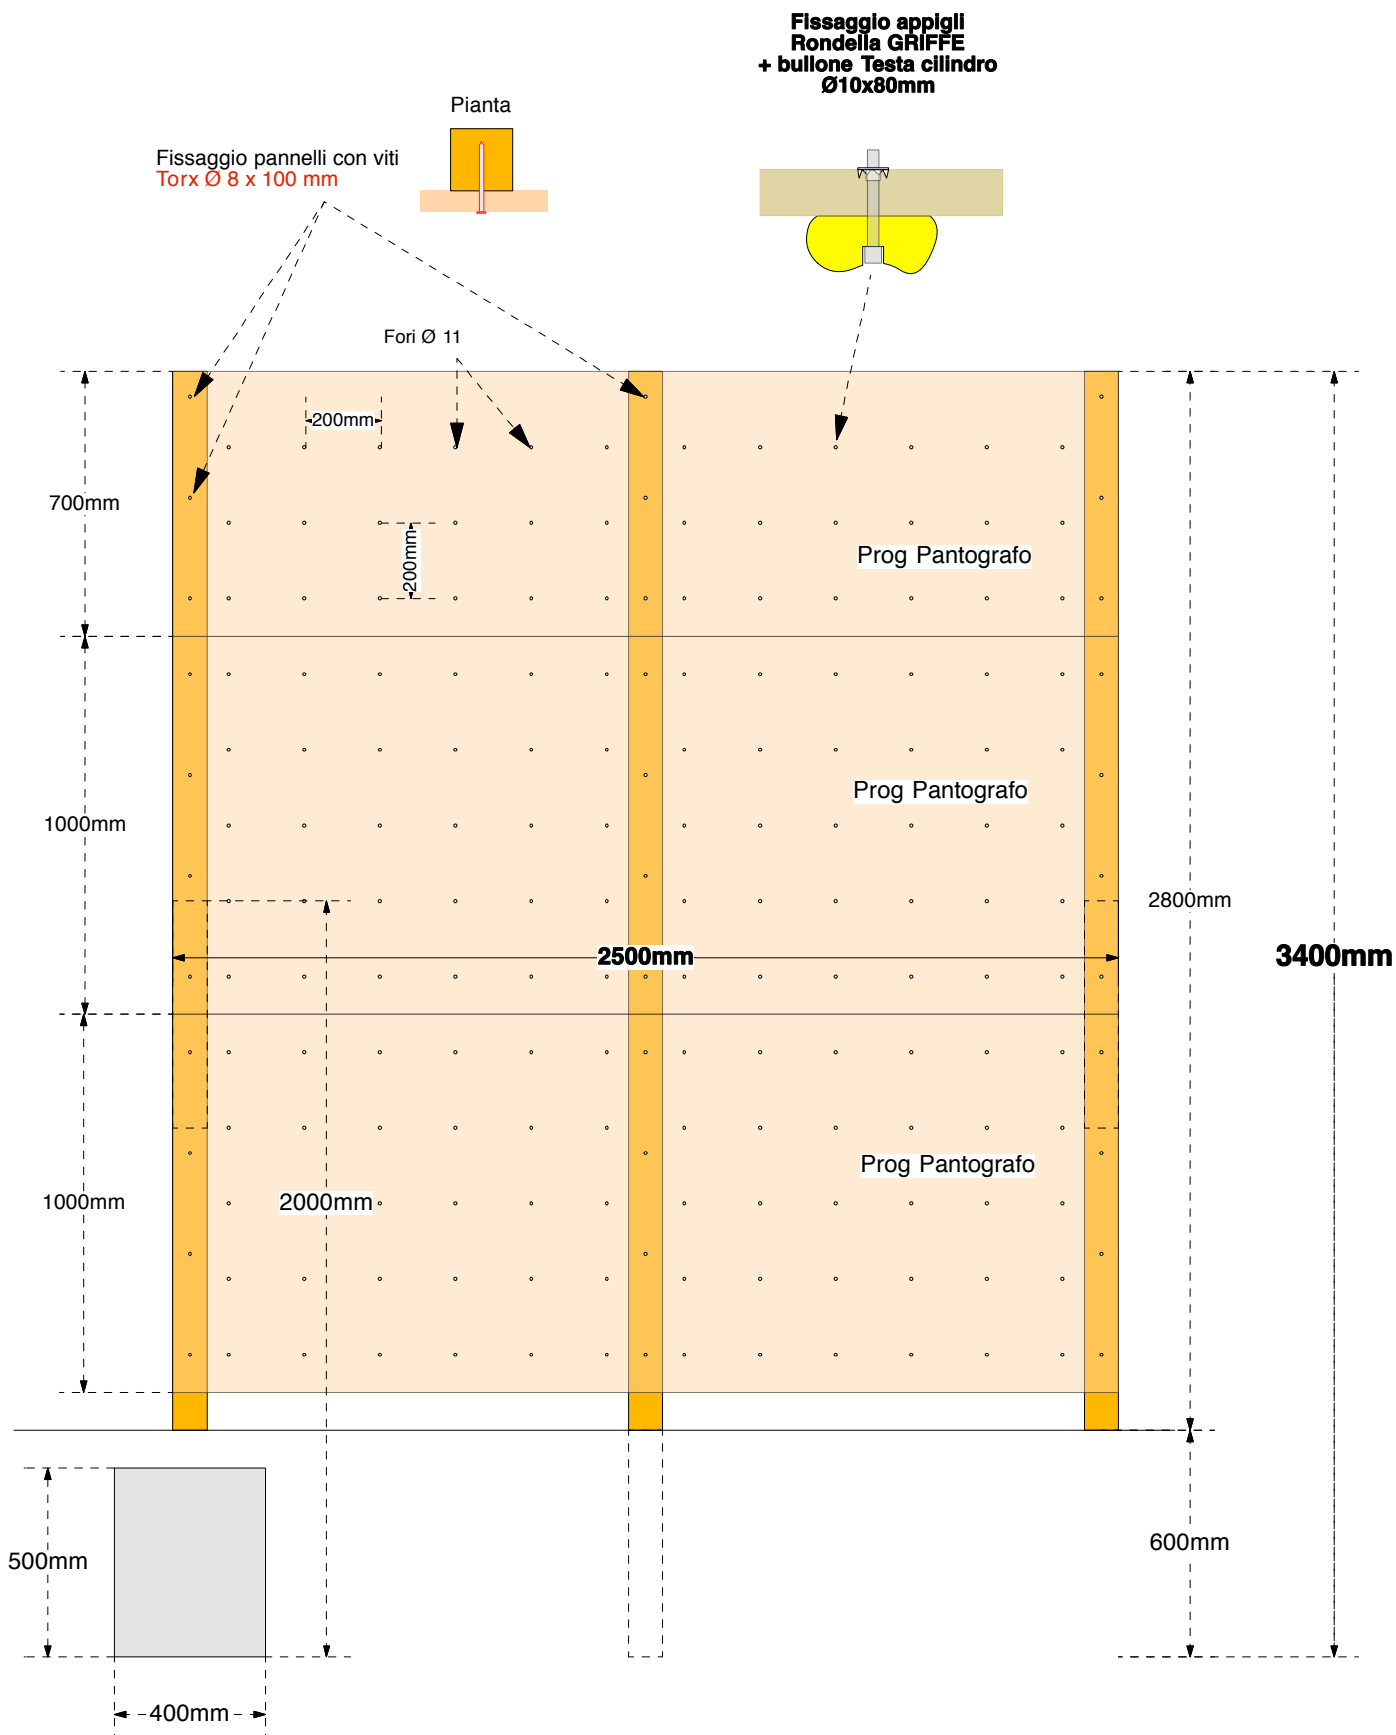 Fissaggio appigli
Rondella GRIFFE
+ bullone Testa cilindro
Ø10x80mm
Pianta
Fissaggio pannelli con viti
Torx Ø 8 x 100 mm
Fori Ø 11
200mm
700mm
200mm
Prog Pantografo
Prog Pantografo
1000mm
2800mm
2500mm
3400mm
Prog Pantografo
1000mm
2000mm
600mm
500mm
400mm